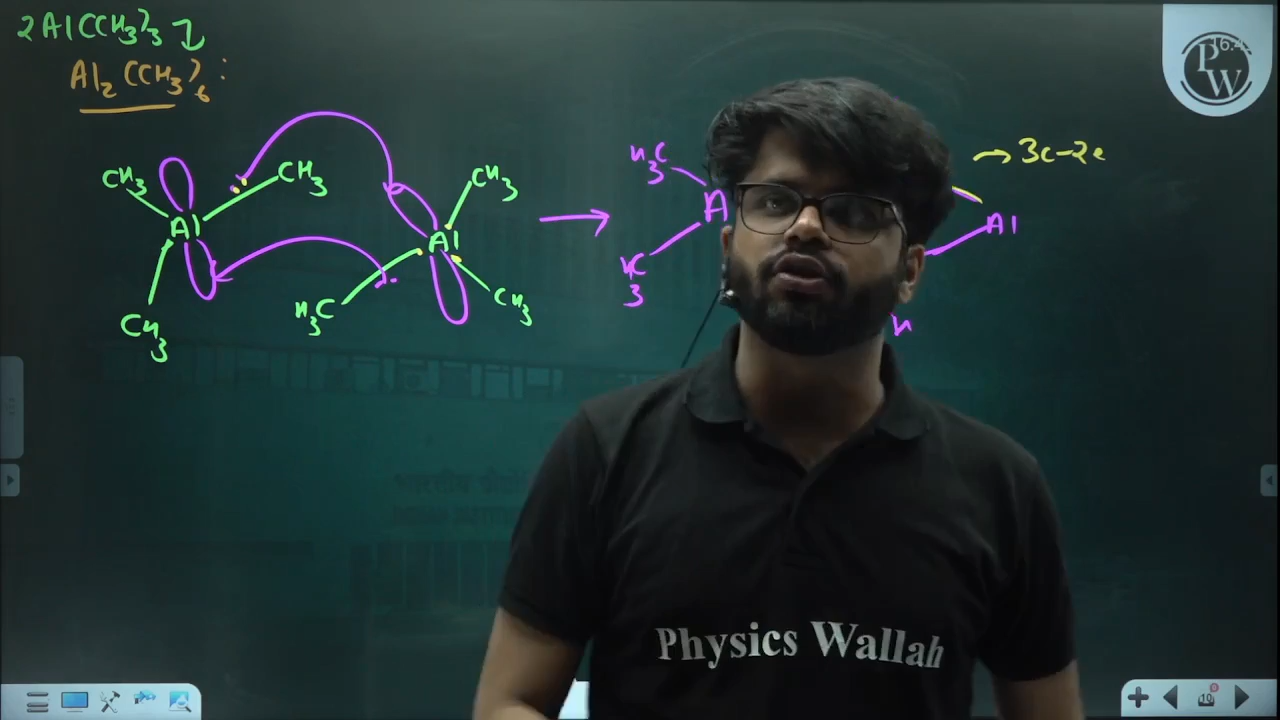 2Al(CH3)3
Al2(CH3)6 :
CH3
CH3
Al
CH3
CH3
Al
H3C
CH3
H3C
A
H3C
Al
H
→ 3c-2e
PW
Physics Wallah
10